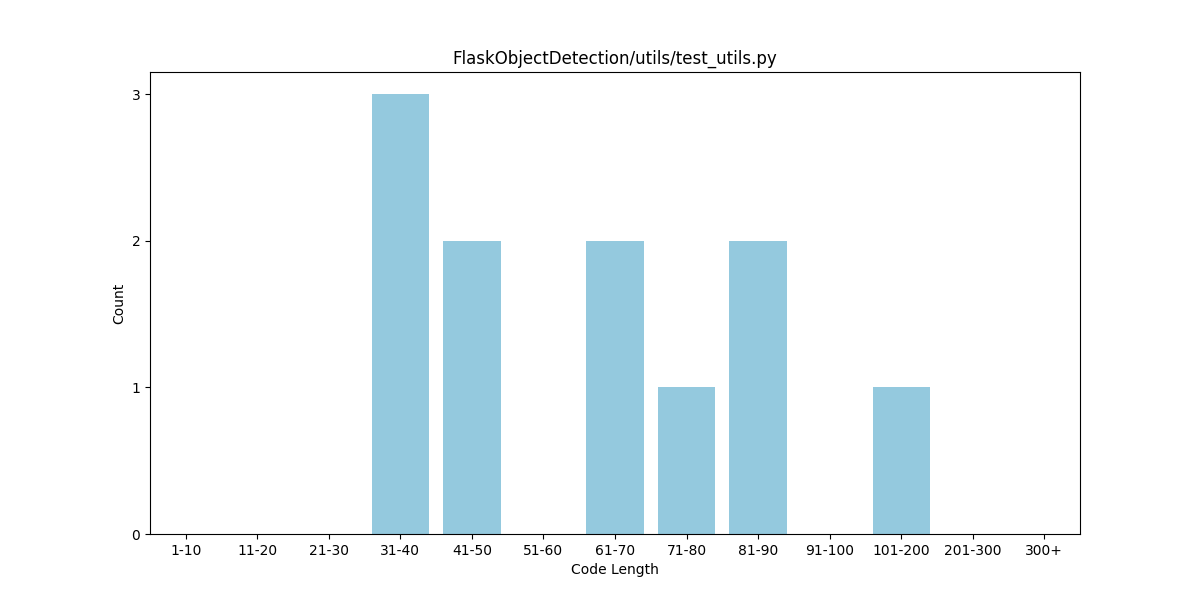 FlaskObjectDetection/utils/test_utils.py
3
2
1
0
Count
1-10 11-20 21-30 31-40 41-50 51-60 61-70 71-80 81-90 91-100 101-200 201-300 300+
Code Length